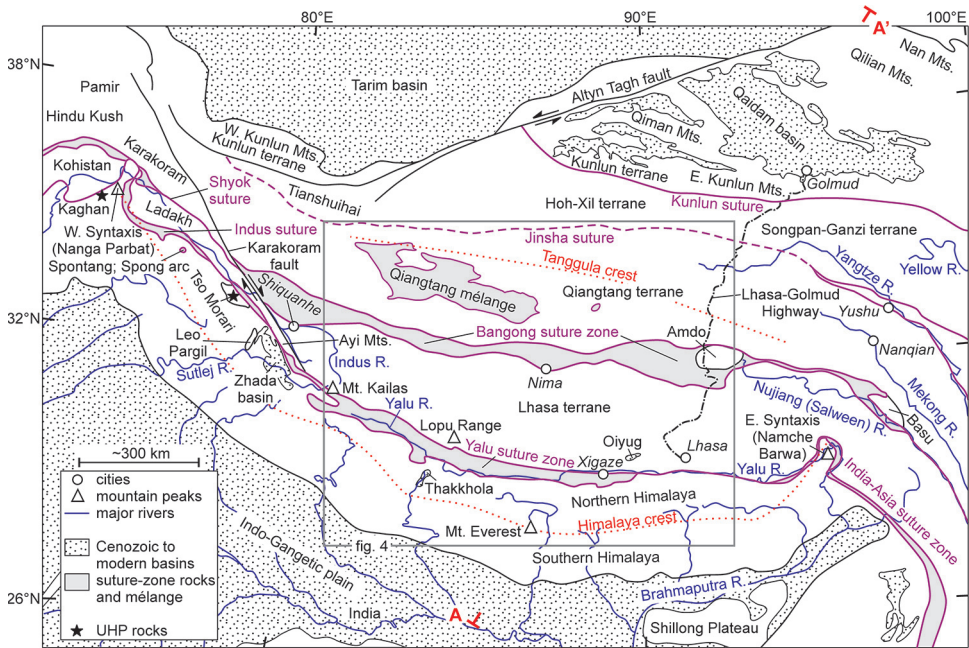 80°E
90°E
100°E
A'
38°N
Pamir
Hindu Kush
Tarim basin
Altyn Tagh fault
Nan Mts.
Qilian Mts.
Qaidam basin
Qiman Mts.
W. Kunlun Mts.
Kunlun terrane
Karakoram
Kohistan
Kaghan
Ladakh
Shyok
suture
Tianshuihai
Kunlun terrane
E. Kunlun Mts.
Golmud
Hoh-Xil terrane
Kunlun suture
Songpan-Ganzi terrane
W. Syntaxis
(Nanga Parbat)
Spontang; Spong arc
Indus suture
Karakoram
fault
Jinsha suture
Tanggula crest
Yangtze R.
Yellow R.
Tso Morari
Shiquanhe
Qiangtang mélange
Qiangtang terrane
Lhasa-Golmud
Highway
Yushu
32°N
Leo
Pargil
Ayi Mts.
Indus R.
Bangong suture zone
Amdo
Nanqian
Sutlej R.
Zhada
basin
Mt. Kailas
Nima
Lhasa terrane
Nujiang (Salween) R.
Mekong R.
Basu
Yalu R.
Lopu Range
Yalu suture zone
Xigaze
Oiyug
Lhasa
E. Syntaxis
(Namche
Barwa)
Yalu R.
India-Asia suture zone
~300 km
cities
mountain peaks
major rivers
Cenozoic to
modern basins
suture-zone rocks
and mélange
UHP rocks
Thakkhola
Northern Himalaya
Mt. Everest
Himalaya crest
fig. 4
Southern Himalaya
Indo-Gangetic plain
India
Brahmaputra R.
26°N
A
Shillong Plateau